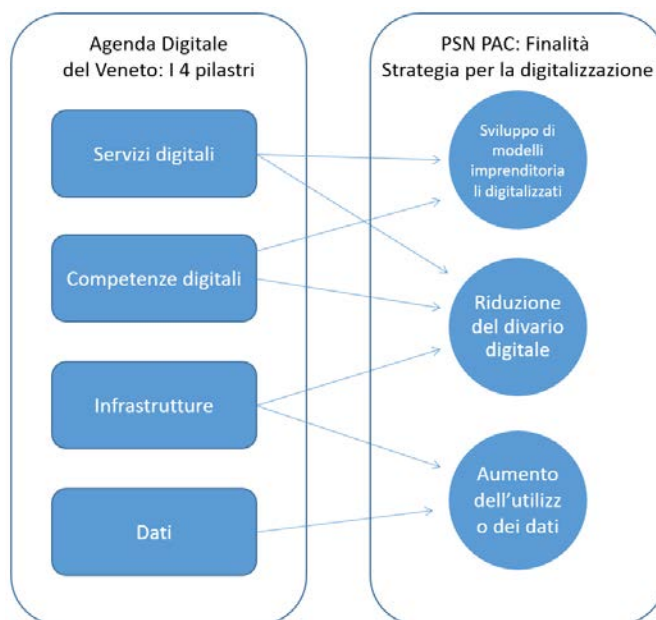 Agenda Digitale
del Veneto: I 4 pilastri
Servizi digitali
Competenze digitali
Infrastrutture
Dati
PSN PAC: Finalità
Strategia per la digitalizzazione
Sviluppo di
modelli
imprenditoria
li digitalizzati
Riduzione
del divario
digitale
Aumento
dell’utilizz
o dei dati